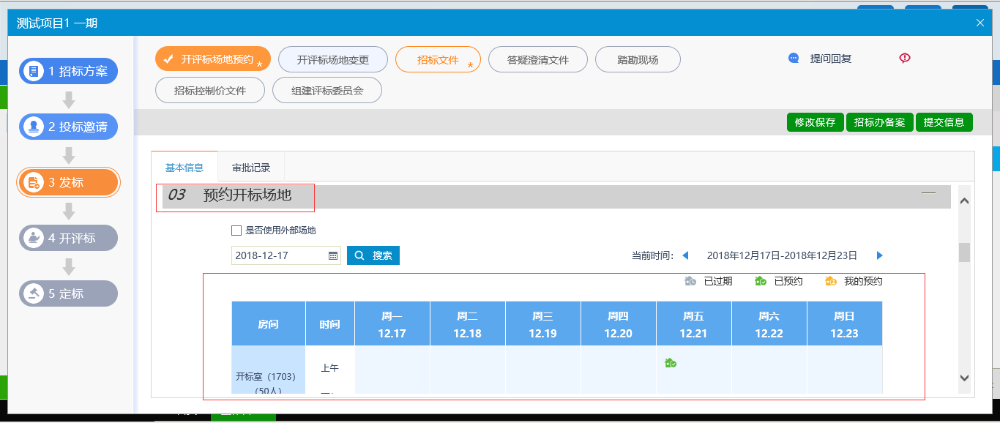 测试项目1 一期
1 招标方案
2 投标邀请
3 发标
4 开评标
5 定标
开评标场地预约 *
开评标场地变更
招标文件 *
答疑澄清文件
踏勘现场
提问回复
招标控制价文件
组建评标委员会
修改保存
招标办备案
提交信息
基本信息
审批记录
03 预约开标场地
是否使用外部场地
2018-12-17
搜索
当前时间：
2018年12月17日-2018年12月23日
已过期
已预约
我的预约
房间
时间
周一
12.17
周二
12.18
周三
12.19
周四
12.20
周五
12.21
周六
12.22
周日
12.23
上午
开标室（1703）
（50人）